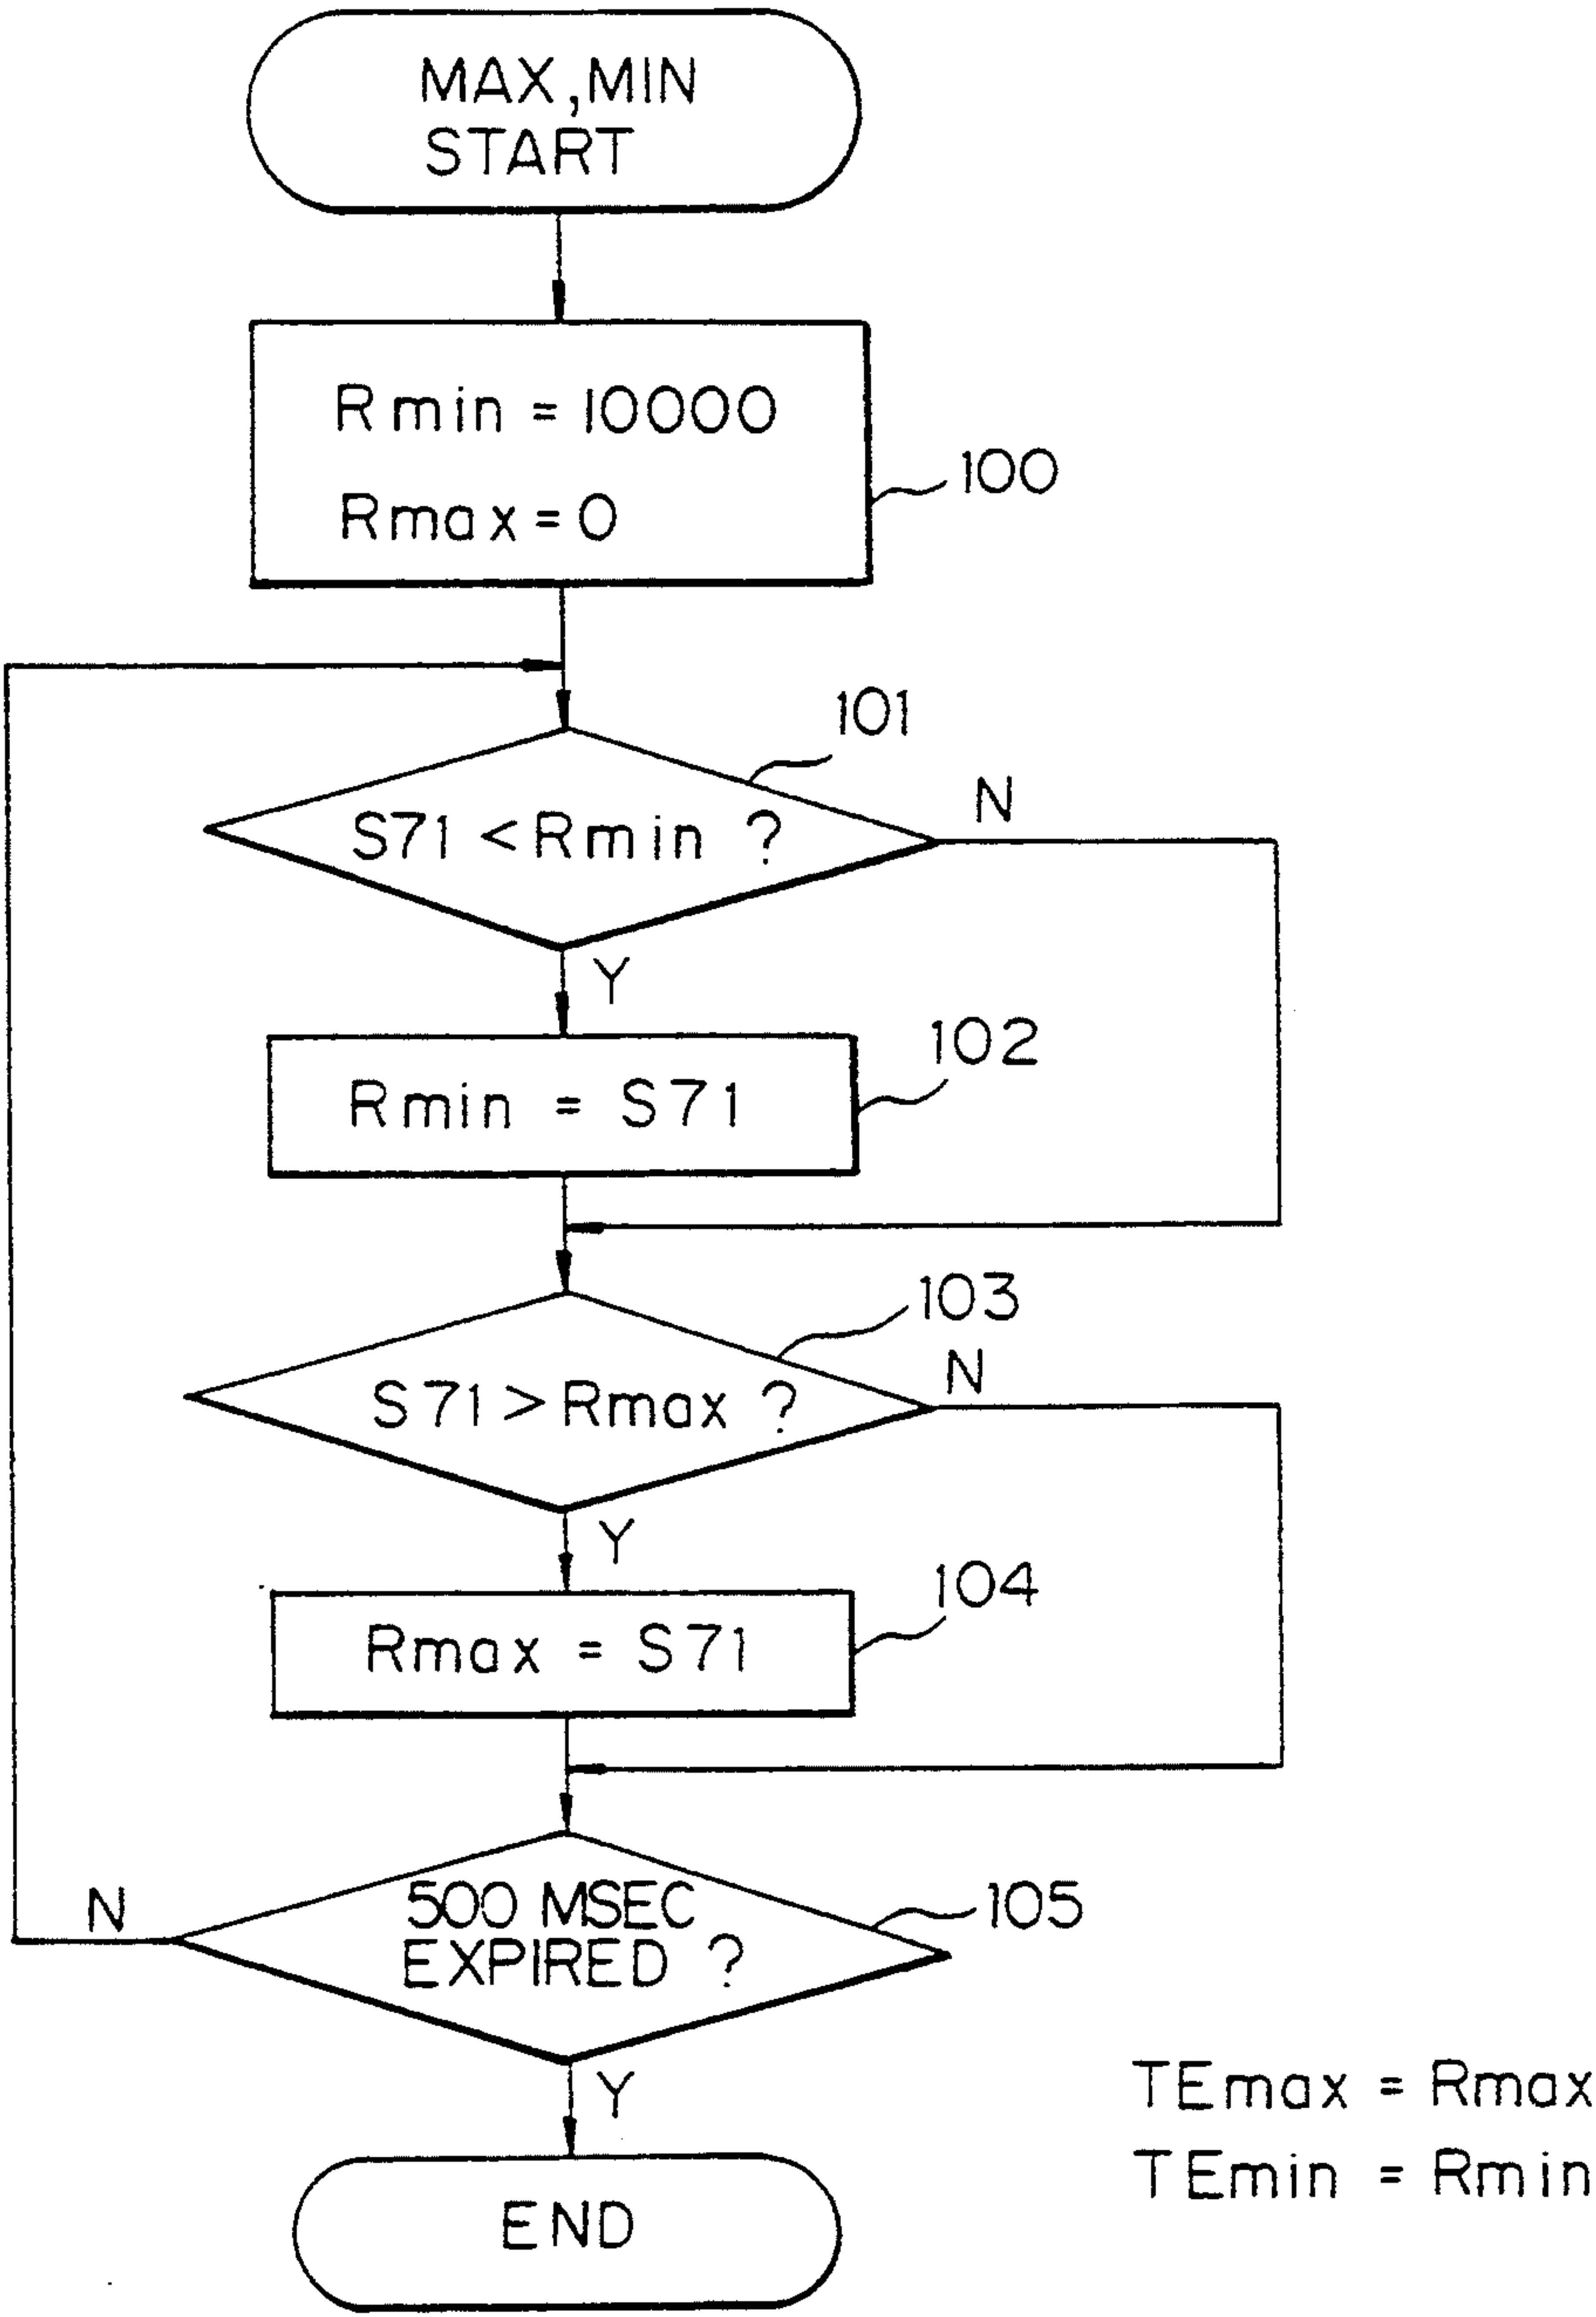 MAX,MIN
START
Rmin = 10000
Rmax = 0
100
101
S71 < Rmin ?
N
Y
102
Rmin = S71
103
S71 > Rmax ?
N
Y
104
Rmax = S71
105
500 MSEC
EXPIRED ?
N
Y
END
TEmax = Rmax
TEmin = Rmin